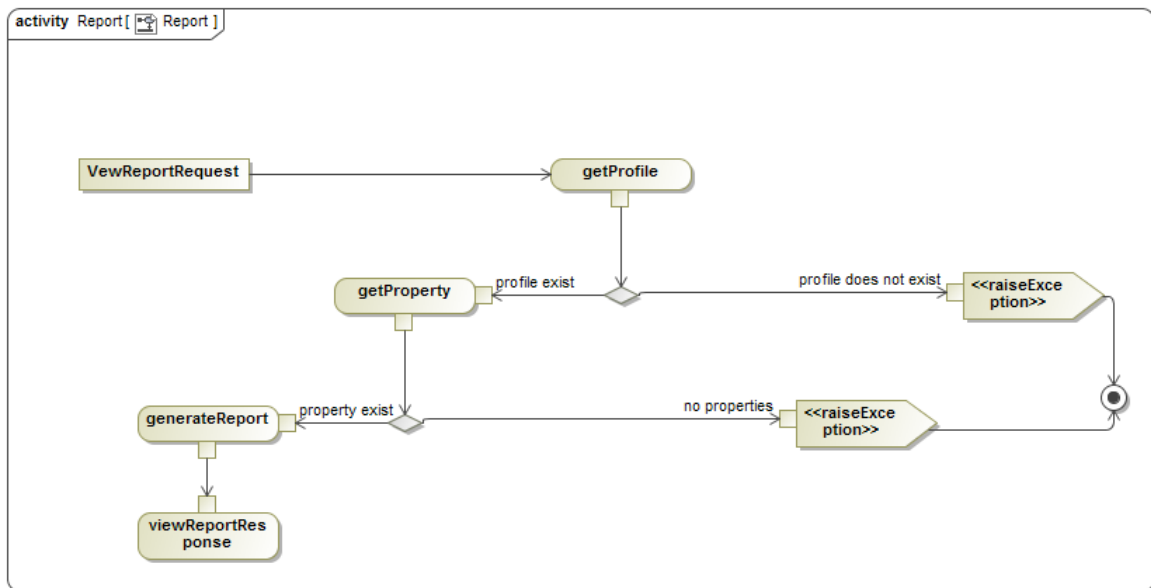 activity Report [ Report ]
VewReportRequest
getProfile
profile exist
profile does not exist
getProperty
<<raiseExce
ption>>
property exist
no properties
generateReport
<<raiseExce
ption>>
viewReportRes
ponse